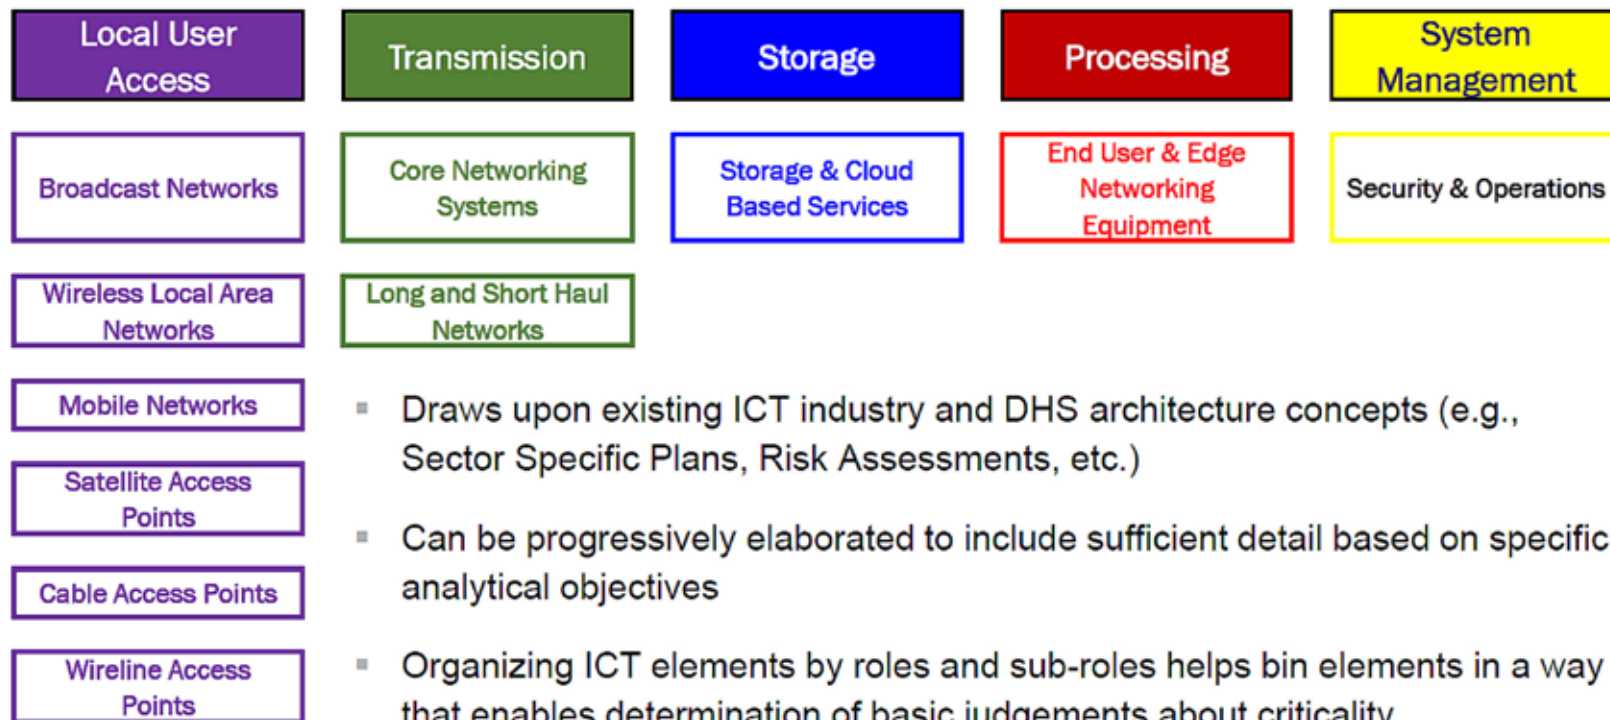 Local User
Access
Transmission
Storage
Processing
System
Management
Broadcast Networks
Core Networking
Systems
Storage & Cloud
Based Services
End User & Edge
Networking
Equipment
Security & Operations
Wireless Local Area
Networks
Long and Short Haul
Networks
Mobile Networks
Satellite Access
Points
Cable Access Points
Wireline Access
Points
▪ Draws upon existing ICT industry and DHS architecture concepts (e.g.,
Sector Specific Plans, Risk Assessments, etc.)
▪ Can be progressively elaborated to include sufficient detail based on specific
analytical objectives
▪ Organizing ICT elements by roles and sub-roles helps bin elements in a way
that enables determination of basic judgements about criticality